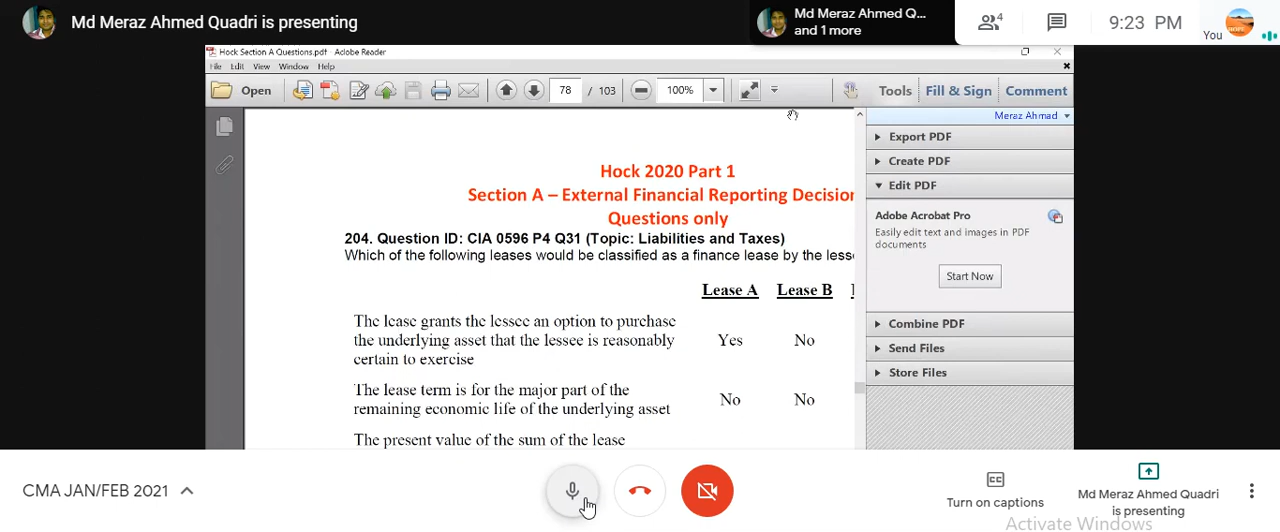 Md Meraz Ahmed Quadri is presenting
Md Meraz Ahmed Q...
and 1 more
4
9:23 PM
You
Hock Section A Questions.pdf - Adobe Reader
File Edit View Window Help
Open
78 / 103
100%
Tools Fill & Sign Comment
Meraz Ahmad
Export PDF
Create PDF
Edit PDF
Adobe Acrobat Pro
Easily edit text and images in PDF
documents
Start Now
Combine PDF
Send Files
Store Files
Hock 2020 Part 1
Section A – External Financial Reporting Decision
Questions only
204. Question ID: CIA 0596 P4 Q31 (Topic: Liabilities and Taxes)
Which of the following leases would be classified as a finance lease by the lesse
Lease A Lease B
The lease grants the lessee an option to purchase
the underlying asset that the lessee is reasonably Yes No
certain to exercise
The lease term is for the major part of the
remaining economic life of the underlying asset No No
The present value of the sum of the lease
CMA JAN/FEB 2021
Turn on captions
Md Meraz Ahmed Quadri
is presenting
Activate Windows